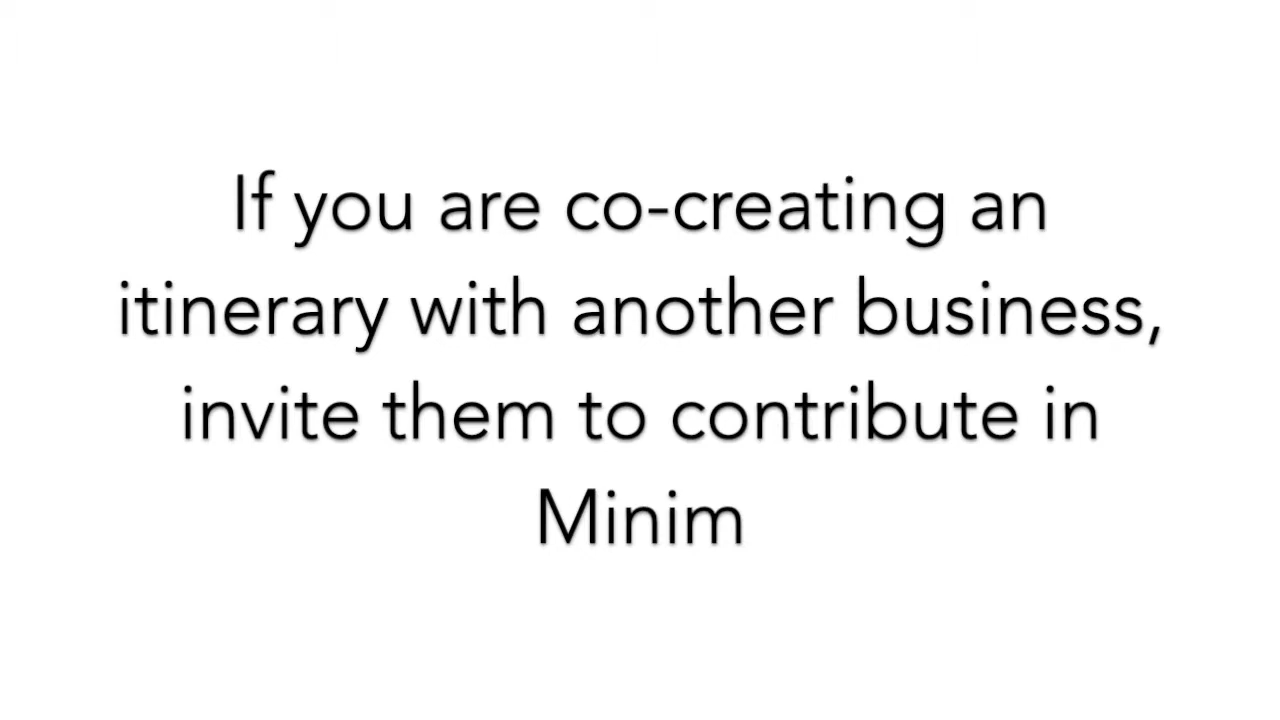 If you are co-creating an
itinerary with another business,
invite them to contribute in
Minim